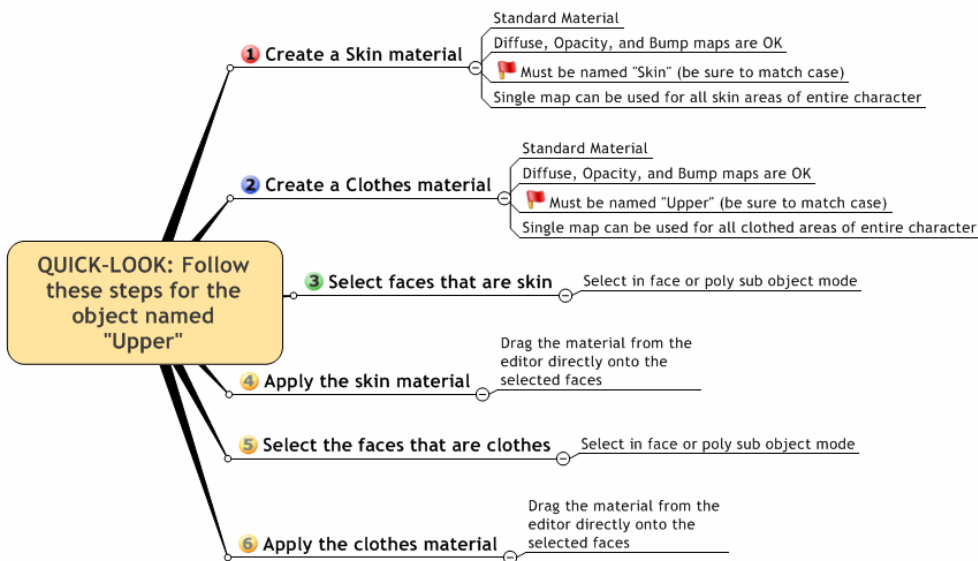 QUICK-LOOK: Follow
these steps for the
object named
"Upper"
1 Create a Skin material
Standard Material
Diffuse, Opacity, and Bump maps are OK
Must be named "Skin" (be sure to match case)
Single map can be used for all skin areas of entire character
2 Create a Clothes material
Standard Material
Diffuse, Opacity, and Bump maps are OK
Must be named "Upper" (be sure to match case)
Single map can be used for all clothed areas of entire character
3 Select faces that are skin
Select in face or poly sub object mode
4 Apply the skin material
Drag the material from the
editor directly onto the
selected faces
5 Select the faces that are clothes
Select in face or poly sub object mode
6 Apply the clothes material
Drag the material from the
editor directly onto the
selected faces